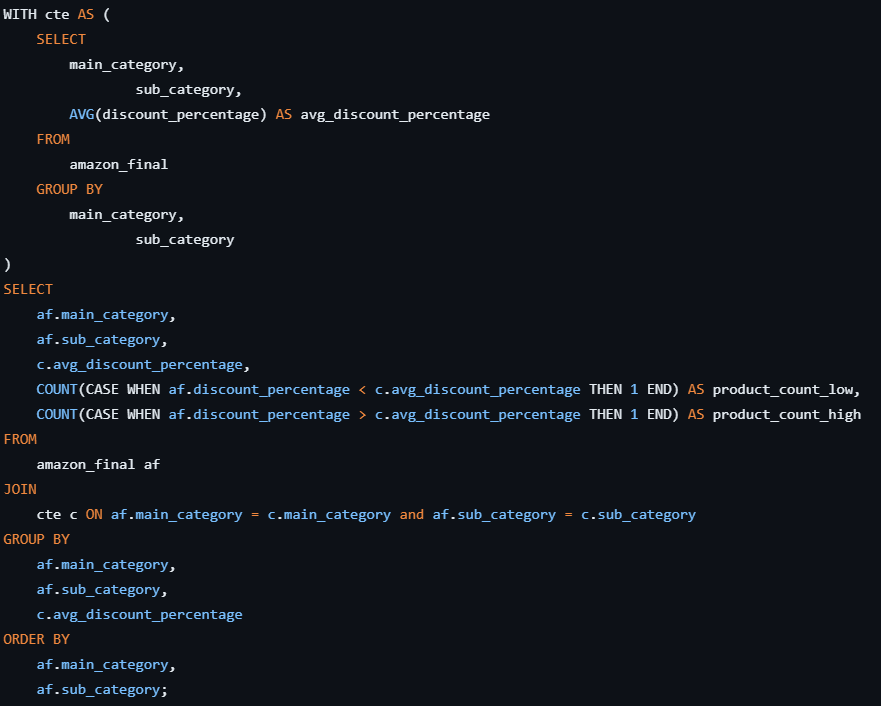 WITH cte AS (
    SELECT
        main_category,
                sub_category,
        AVG(discount_percentage) AS avg_discount_percentage
    FROM
        amazon_final
    GROUP BY
        main_category,
                sub_category
)
SELECT
    af.main_category,
    af.sub_category,
    c.avg_discount_percentage,
    COUNT(CASE WHEN af.discount_percentage < c.avg_discount_percentage THEN 1 END) AS product_count_low,
    COUNT(CASE WHEN af.discount_percentage > c.avg_discount_percentage THEN 1 END) AS product_count_high
FROM
    amazon_final af
JOIN
    cte c ON af.main_category = c.main_category and af.sub_category = c.sub_category
GROUP BY
    af.main_category,
    af.sub_category,
    c.avg_discount_percentage
ORDER BY
    af.main_category,
    af.sub_category;